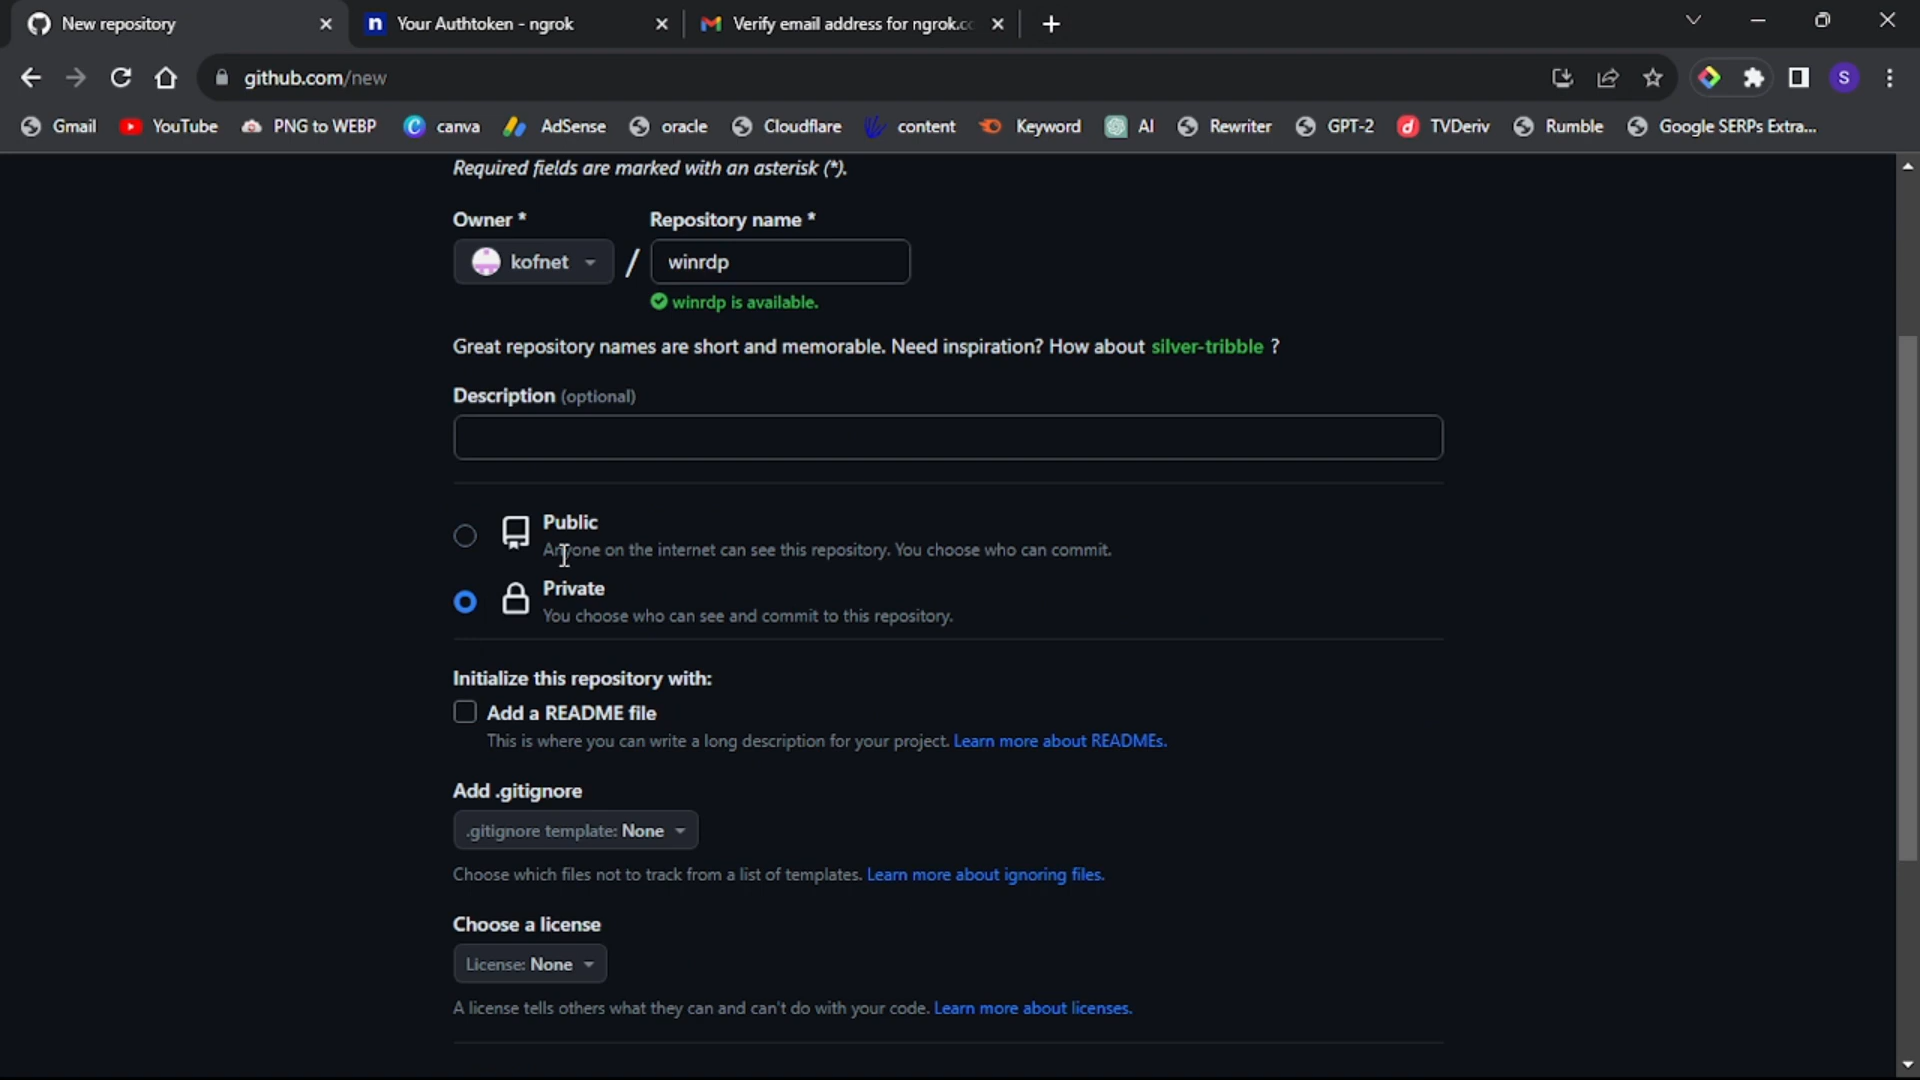 New repository
Your Authtoken - ngrok
Verify email address for ngrok.cc
github.com/new
S
Gmail YouTube PNG to WEBP canva AdSense oracle Cloudflare content Keyword AI Rewriter GPT-2 TVDeriv Rumble Google SERPs Extra...
Required fields are marked with an asterisk (*).
Owner * Repository name *
kofnet / winrdp
winrdp is available.
Great repository names are short and memorable. Need inspiration? How about silver-tribble ?
Description (optional)
Public
Anyone on the internet can see this repository. You choose who can commit.
Private
You choose who can see and commit to this repository.
Initialize this repository with:
Add a README file
This is where you can write a long description for your project. Learn more about READMEs.
Add .gitignore
.gitignore template: None
Choose which files not to track from a list of templates. Learn more about ignoring files.
Choose a license
License: None
A license tells others what they can and can't do with your code. Learn more about licenses.